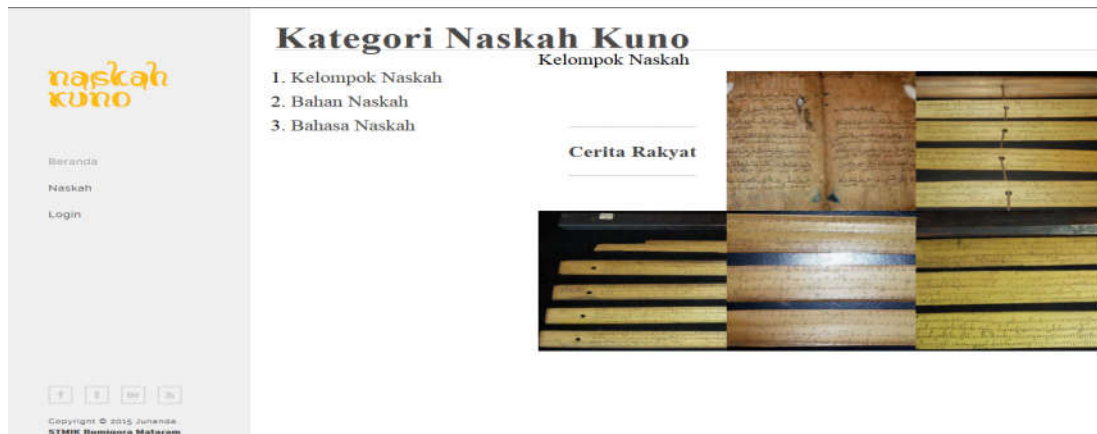 naskah
kuno
Beranda
Naskah
Login
Copyright © 2015 Junanda
STMIK Bumigora Mataram
Kategori Naskah Kuno
1. Kelompok Naskah
2. Bahan Naskah
3. Bahasa Naskah
Kelompok Naskah
Cerita Rakyat